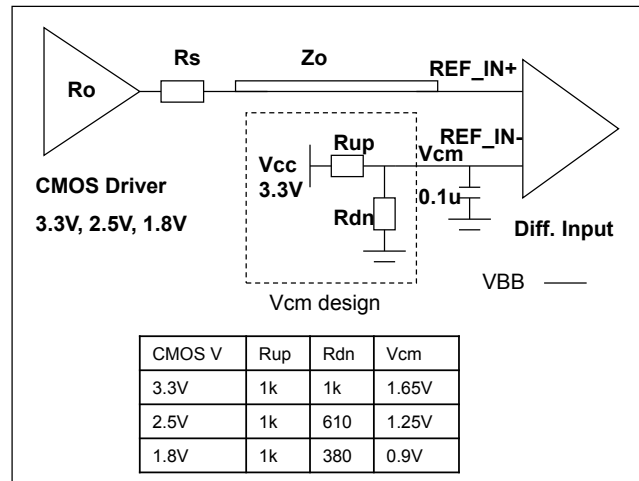 Rs
Zo
REF_IN+
Ro
REF_IN-
Rup
Vcm
Vcc
3.3V
CMOS Driver
0.1u
Rdn
3.3V, 2.5V, 1.8V
Diff. Input
VBB
Vcm design
CMOS V Rup Rdn Vcm
3.3V 1k 1k 1.65V
2.5V 1k 610 1.25V
1.8V 1k 380 0.9V